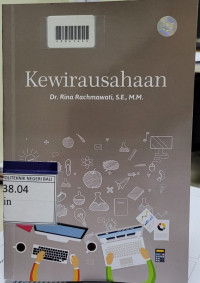 Kewirausahaan
Dr. Rina Rachmawati, S.E., M.M.
POLITEKNIK NEGERI BALI
38.04
in